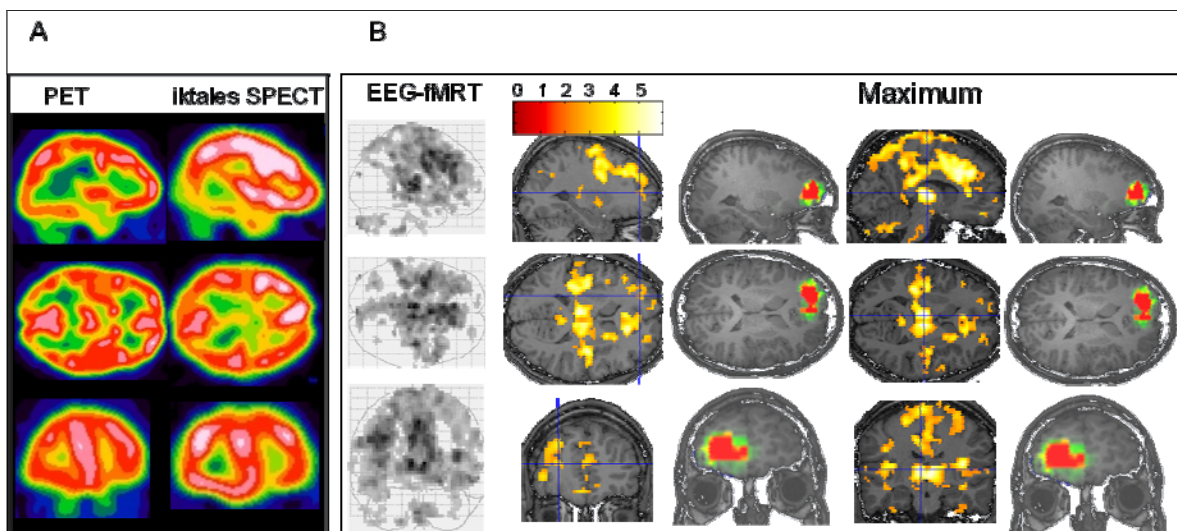 A
B
PET
iktales SPECT
EEG-fMRT
0 1 2 3 4 5
Maximum